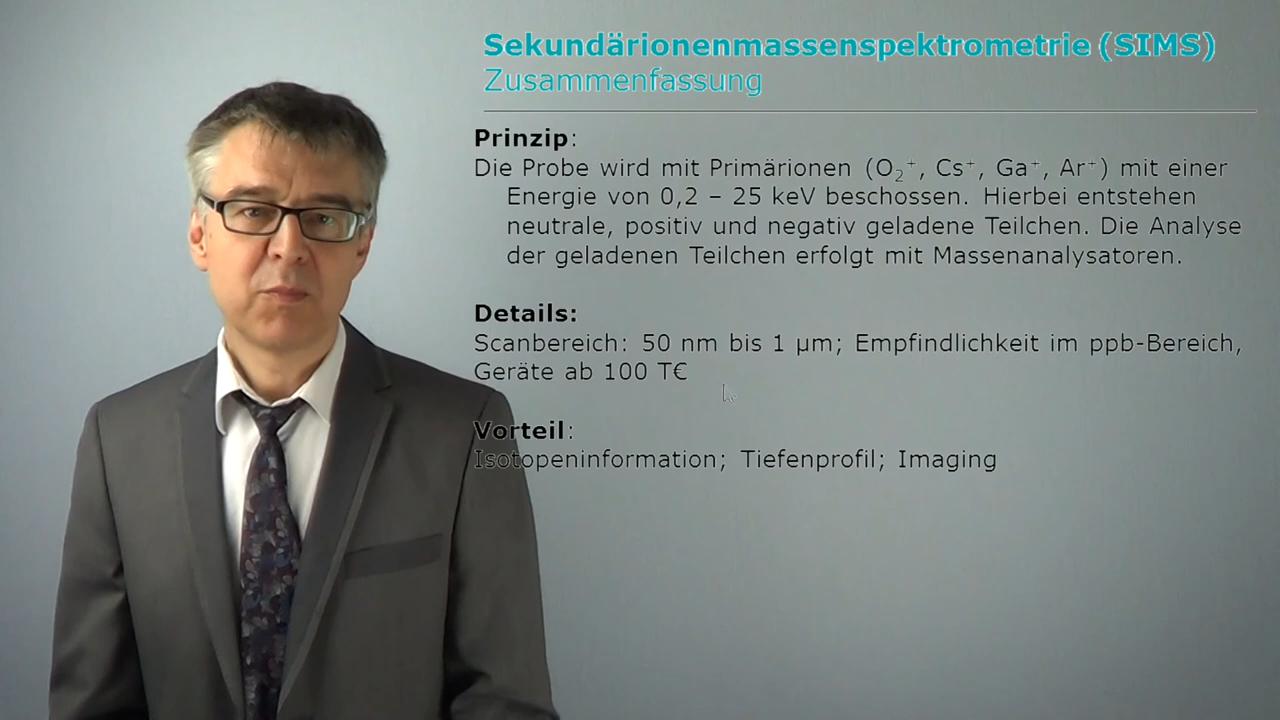 Sekundärionenmassenspektrometrie (SIMS)
Zusammenfassung
Prinzip:
Die Probe wird mit Primärionen (O₂⁺, Cs⁺, Ga⁺, Ar⁺) mit einer
Energie von 0,2 – 25 keV beschossen. Hierbei entstehen
neutrale, positiv und negativ geladene Teilchen. Die Analyse
der geladenen Teilchen erfolgt mit Massenanalysatoren.
Details:
Scanbereich: 50 nm bis 1 µm; Empfindlichkeit im ppb-Bereich,
Geräte ab 100 T€
Vorteil:
Isotopeninformation; Tiefenprofil; Imaging